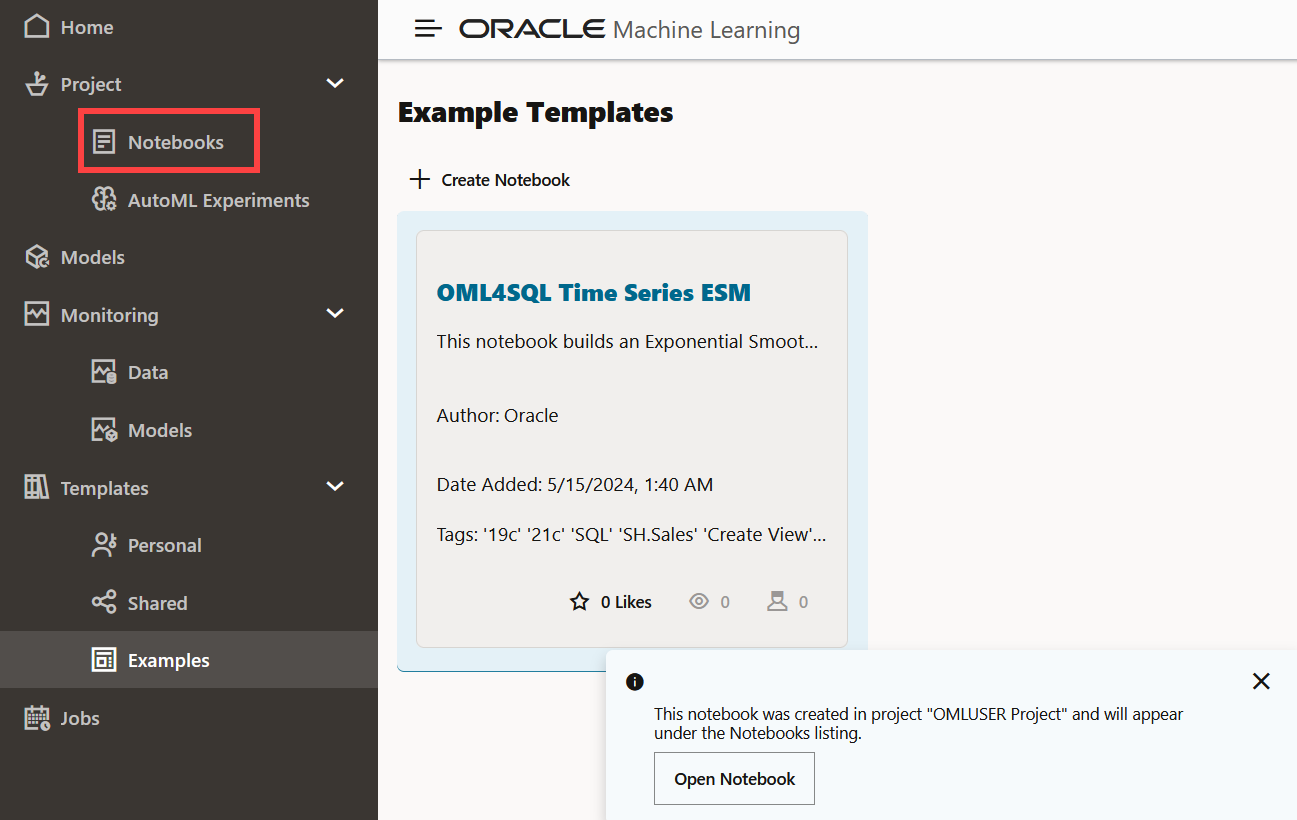 Home
Project
Notebooks
AutoML Experiments
Models
Monitoring
Data
Models
Templates
Personal
Shared
Examples
Jobs
ORACLE Machine Learning
Example Templates
Create Notebook
OML4SQL Time Series ESM
This notebook builds an Exponential Smoot...
Author: Oracle
Date Added: 5/15/2024, 1:40 AM
Tags: '19c' '21c' 'SQL' 'SH.Sales' 'Create View'...
0 Likes 0 0
This notebook was created in project "OMLUSER Project" and will appear
under the Notebooks listing.
Open Notebook